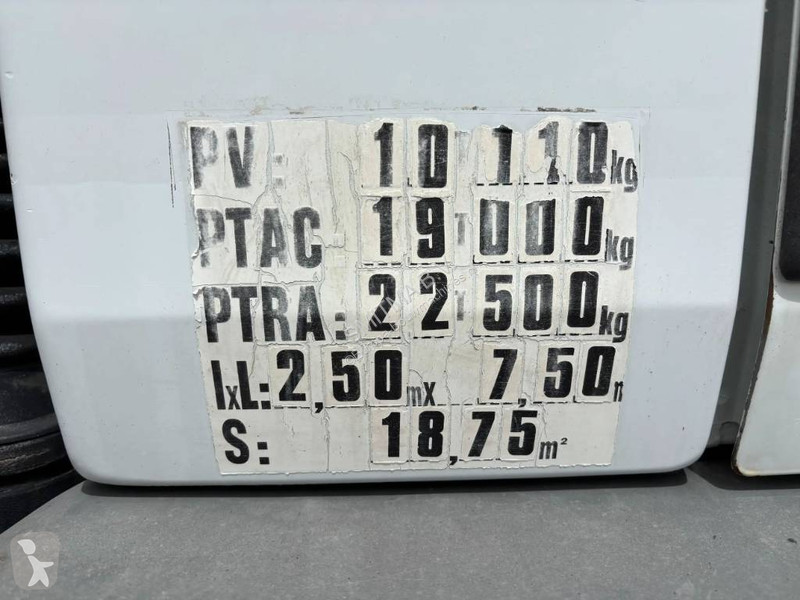 PV: 10 T 110 kg
PTAC 19 T 000 kg
PTRA: 22 T 500 kg
lxL: 2,50 mX 7,50 m
S: 18,75 m²